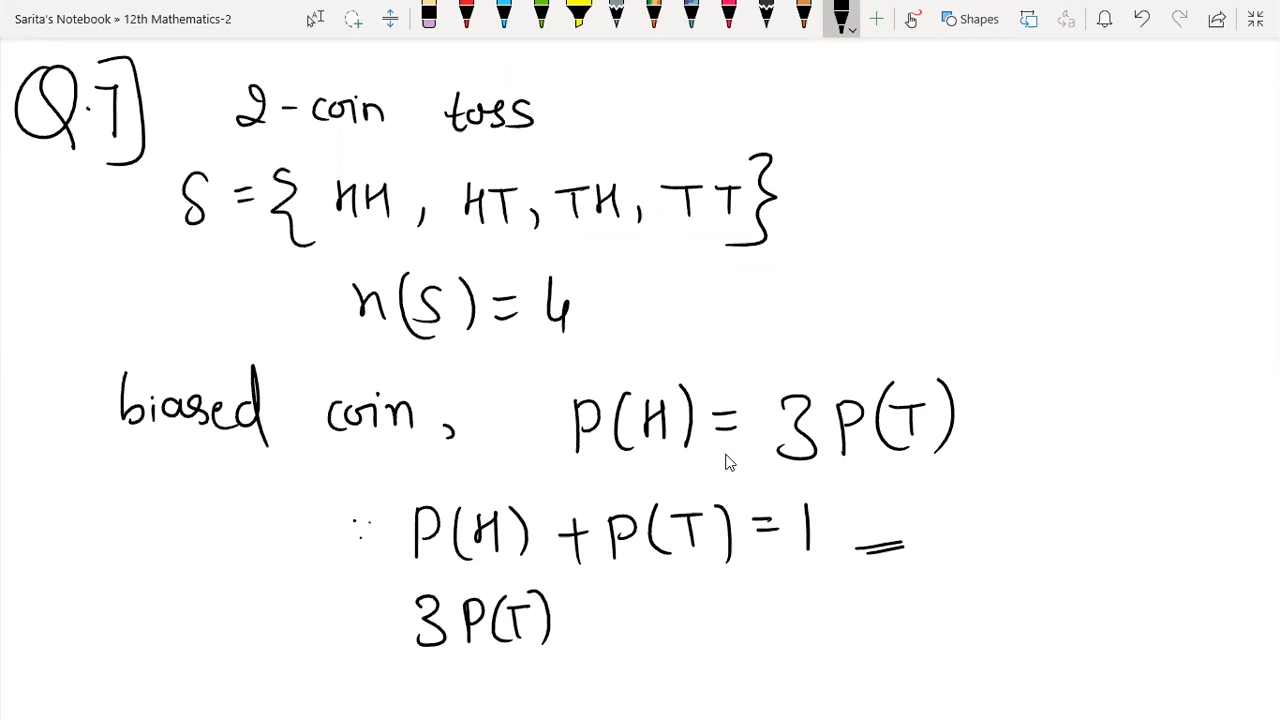 Sarita's Notebook » 12th Mathematics-2
Shapes
Q.7]
2-coin toss
S = { HH, HT, TH, TT}
n(S) = 4
biased coin, P(H) = 3P(T)
∵ P(H) + P(T) = 1
3P(T)